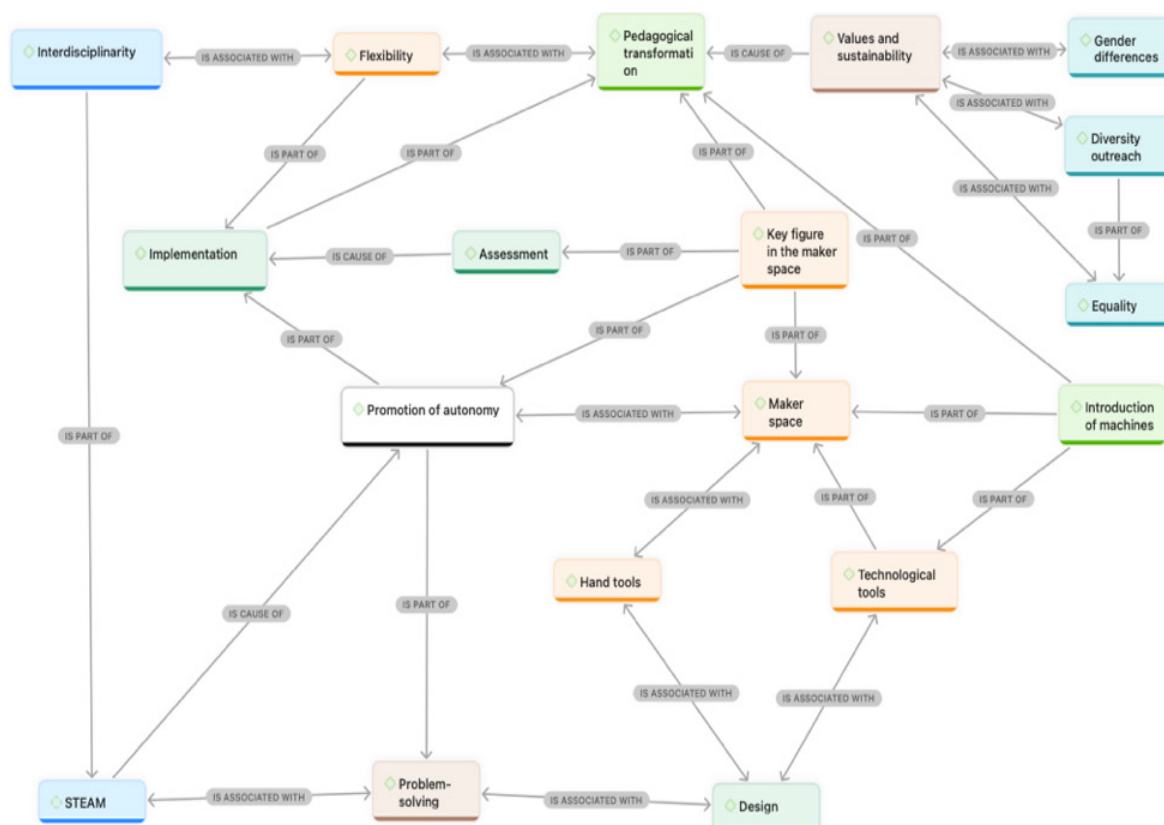 Interdisciplinarity
IS ASSOCIATED WITH
Flexibility
IS ASSOCIATED WITH
Pedagogical
transformati
on
IS CAUSE OF
Values and
sustainability
IS ASSOCIATED WITH
Gender
differences
IS ASSOCIATED WITH
Diversity
outreach
IS PART OF
IS PART OF
IS PART OF
IS ASSOCIATED WITH
IS PART OF
Implementation
IS CAUSE OF
Assessment
IS PART OF
Key figure
in the maker
space
IS PART OF
Equality
IS PART OF
IS PART OF
IS PART OF
Promotion of autonomy
IS ASSOCIATED WITH
Maker
space
IS PART OF
Introduction
of machines
IS PART OF
IS ASSOCIATED WITH
IS PART OF
IS PART OF
Hand tools
Technological
tools
IS CAUSE OF
IS PART OF
IS ASSOCIATED WITH
IS ASSOCIATED WITH
STEAM
IS ASSOCIATED WITH
Problem-
solving
IS ASSOCIATED WITH
Design